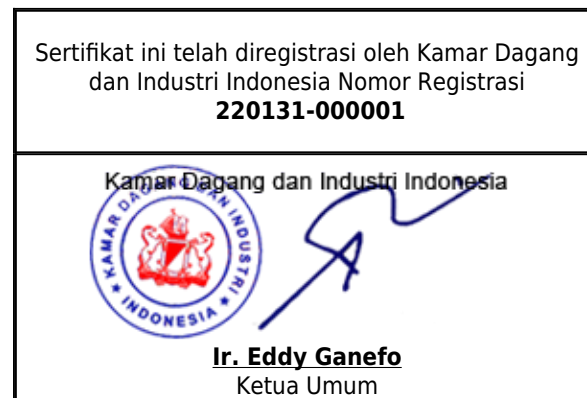 Sertifikat ini telah diregistrasi oleh Kamar Dagang
dan Industri Indonesia Nomor Registrasi
220131-000001
Kamar Dagang dan Industri Indonesia
KAMAR DAGANG DAN INDUSTRI
INDONESIA
Ir. Eddy Ganefo
Ketua Umum